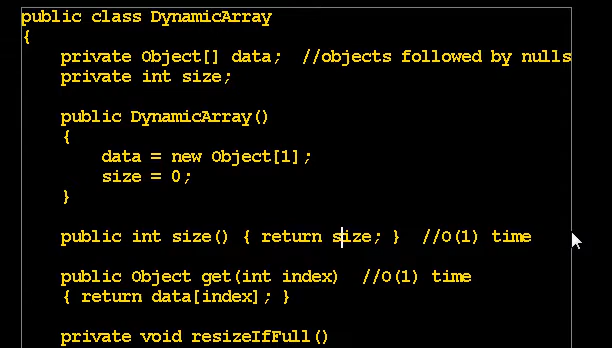 public class DynamicArray
{
    private Object[] data;  //objects followed by nulls
    private int size;

    public DynamicArray()
    {
        data = new Object[1];
        size = 0;
    }

    public int size() { return size; }  //O(1) time

    public Object get(int index)  //O(1) time
    { return data[index]; }

    private void resizeIfFull()